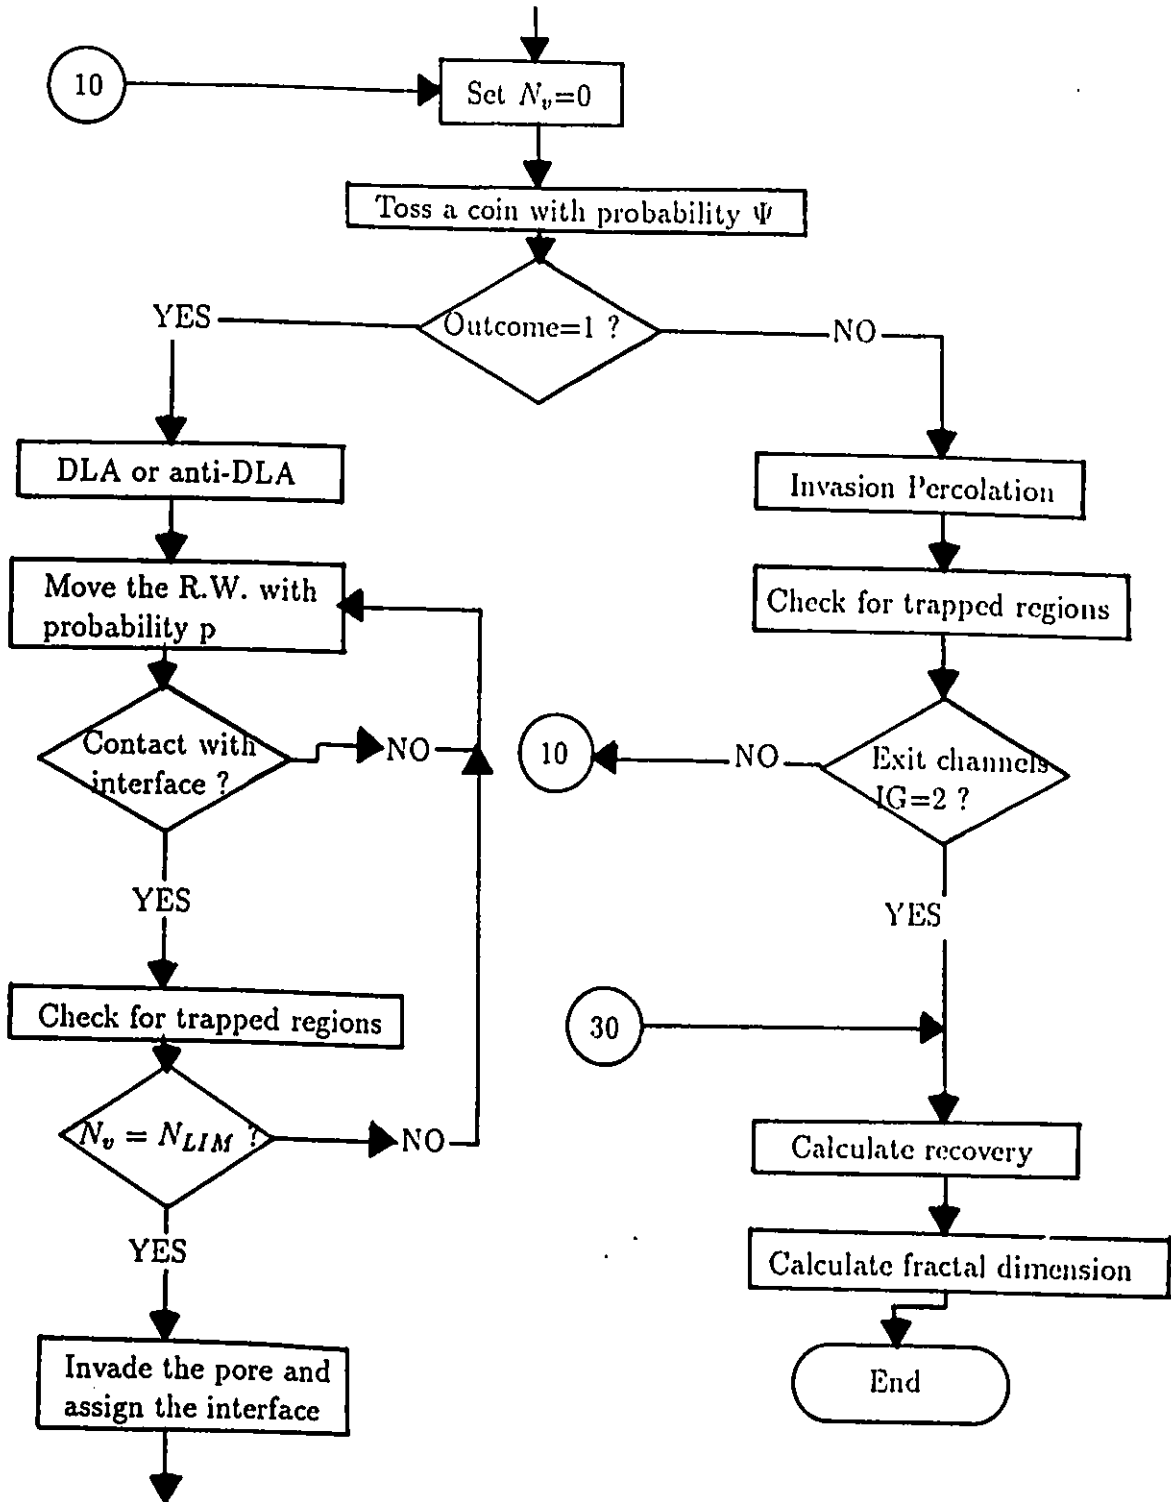 10
Set N_v=0
Toss a coin with probability Ψ
Outcome=1 ?
YES
NO
DLA or anti-DLA
Move the R.W. with
probability p
Contact with
interface ?
NO
YES
Check for trapped regions
N_v = N_LIM ?
NO
YES
Invade the pore and
assign the interface
Invasion Percolation
Check for trapped regions
Exit channels
IG=2 ?
NO
10
YES
30
Calculate recovery
Calculate fractal dimension
End